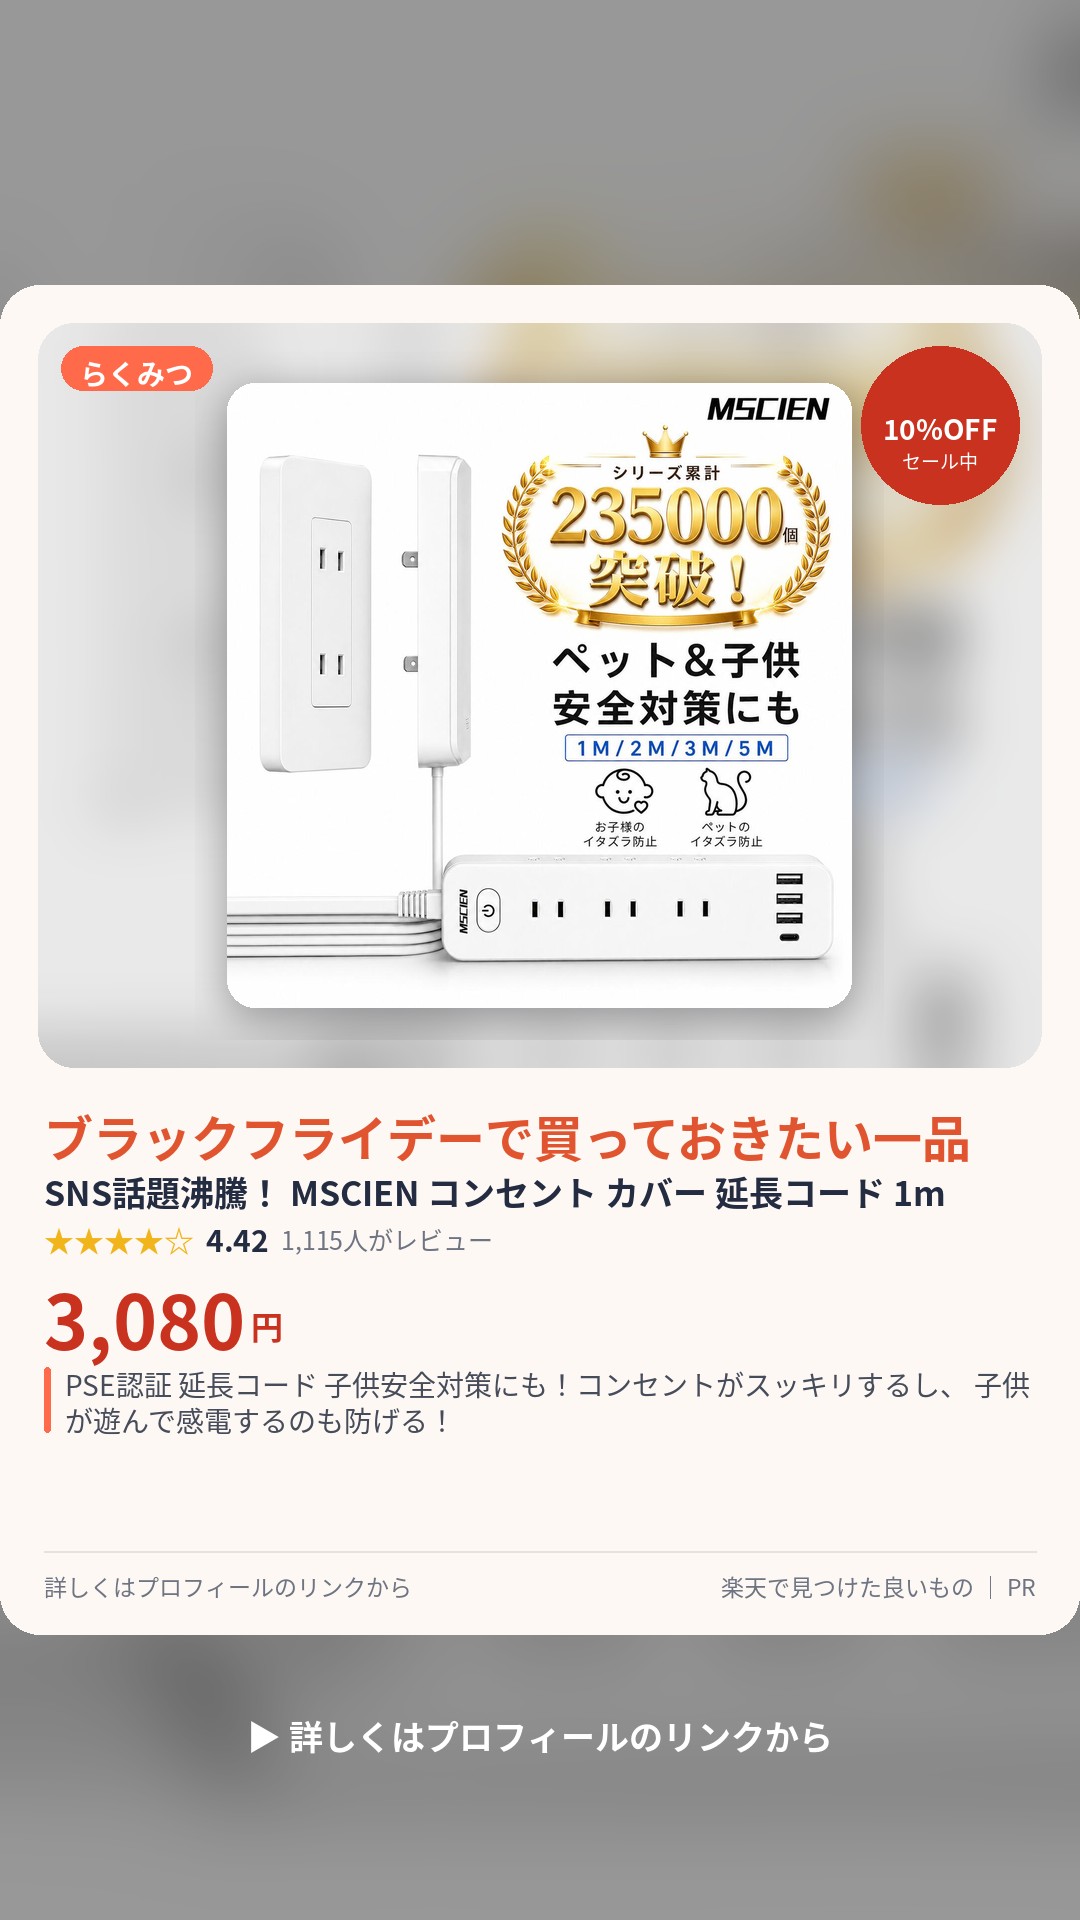 らくみつ
10%OFF
セール中
MSCIEN
シリーズ累計
235000個
突破！
ペット&子供
安全対策にも
1M/2M/3M/5M
お子様の
イタズラ防止
ペットの
イタズラ防止
MSCIEN
ブラックフライデーで買っておきたい一品
SNS話題沸騰！ MSCIEN コンセント カバー 延長コード 1m
★★★★☆ 4.42 1,115人がレビュー
3,080円
PSE認証 延長コード 子供安全対策にも！コンセントがスッキリするし、 子供
が遊んで感電するのも防げる！
詳しくはプロフィールのリンクから
楽天で見つけた良いもの ｜ PR
▶ 詳しくはプロフィールのリンクから